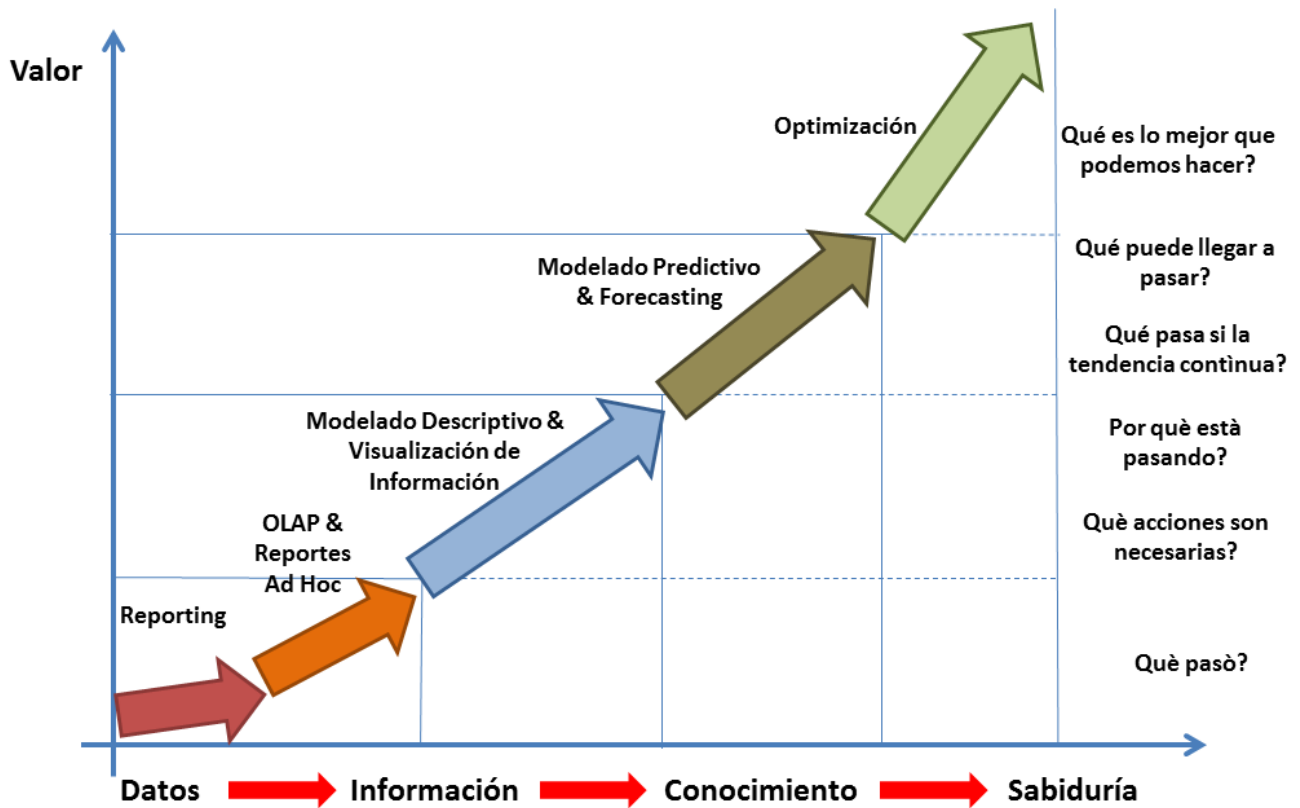 Valor
Optimización
Qué es lo mejor que
podemos hacer?
Modelado Predictivo
& Forecasting
Qué puede llegar a
pasar?
Qué pasa si la
tendencia contìnua?
Modelado Descriptivo &
Visualización de
Información
Por què està
pasando?
OLAP &
Reportes
Ad Hoc
Què acciones son
necesarias?
Reporting
Què pasò?
Datos
Información
Conocimiento
Sabiduría